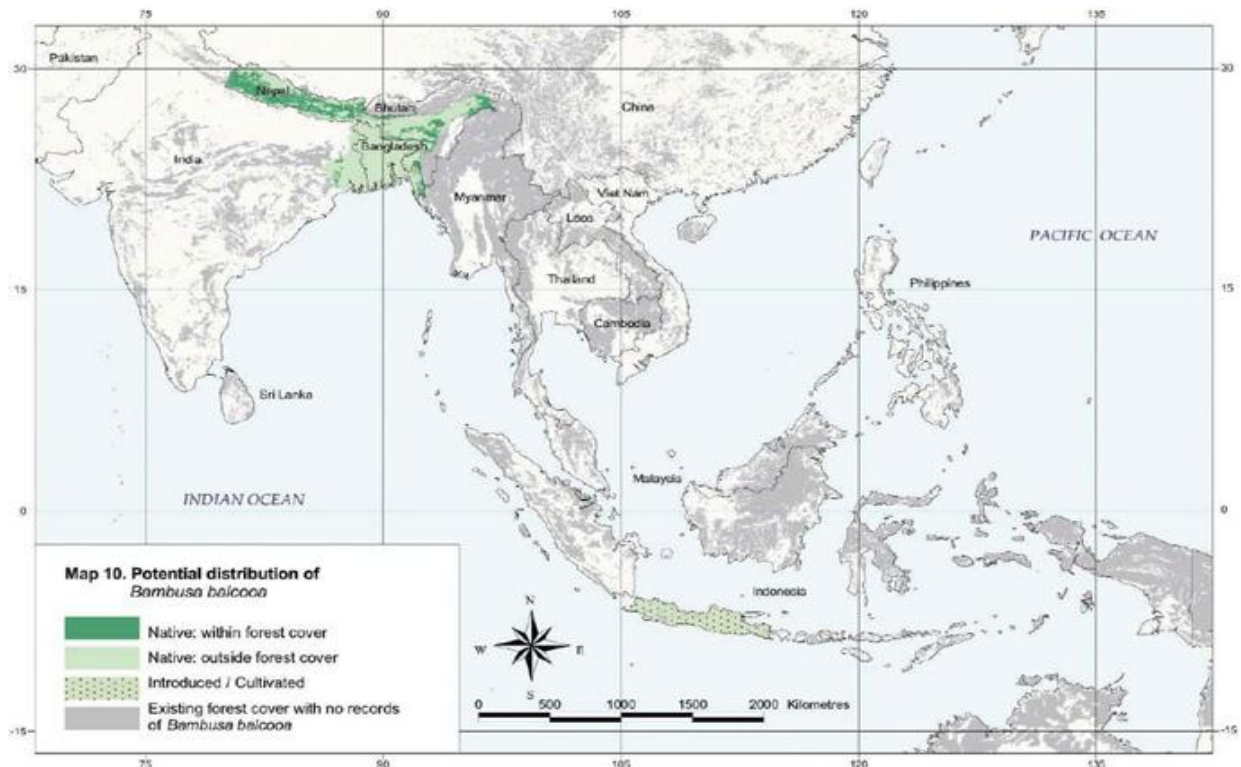 75 90 105 120 135
Pakistan
30 30
Nepal
Bhutan
China
Bangladesh
India
Myanmar
Viet Nam
Laos
PACIFIC OCEAN
Thailand
Philippines
15 15
Cambodia
Sri Lanka
Malaysia
INDIAN OCEAN
0 0
Indonesia
Map 10. Potential distribution of
Bambusa balcooa
Native: within forest cover
Native: outside forest cover
Introduced / Cultivated
Existing forest cover with no records
of Bambusa balcooa
N
W E
S
0 500 1000 1500 2000 Kilometres
-15 -15
75 90 105 120 135